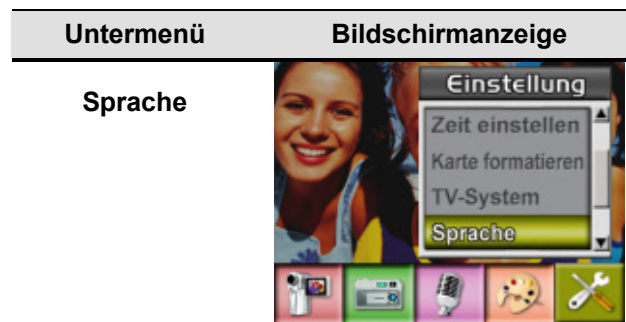 Untermenü Bildschirmanzeige
Sprache
Einstellung
Zeit einstellen
Karte formatieren
TV-System
Sprache